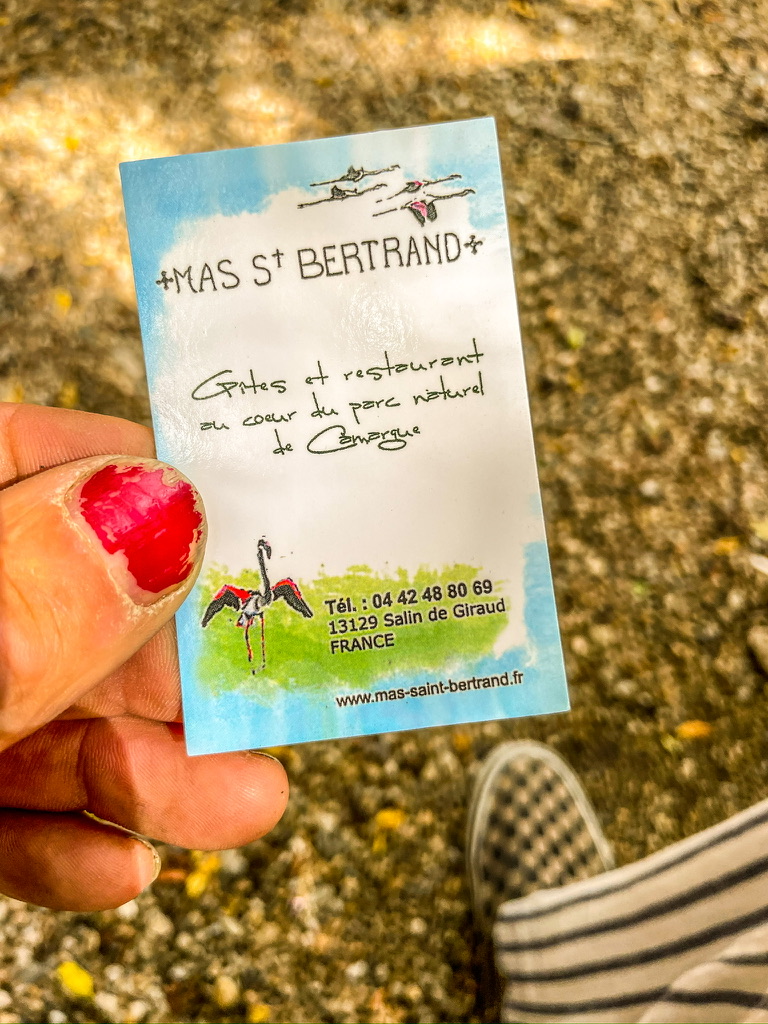 MAS St BERTRAND
Gîtes et restaurant
au coeur du parc naturel
de Camargue
Tél. : 04 42 48 80 69
13129 Salin de Giraud
FRANCE
www.mas-saint-bertrand.fr